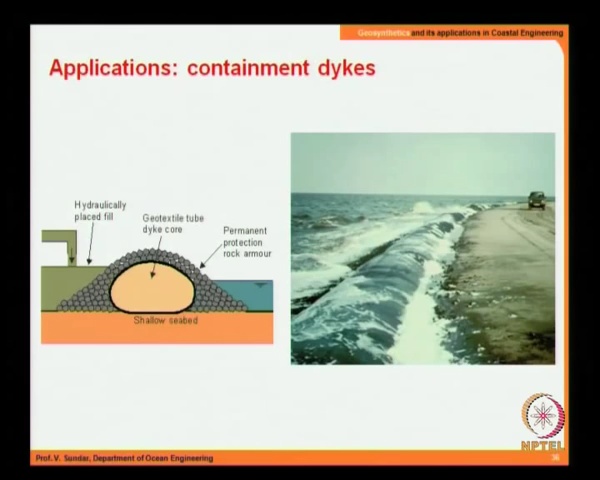 Geosynthetics and its applications in Coastal Engineering
Applications: containment dykes
Hydraulically
placed fill
Geotextile tube
dyke core
Permanent
protection
rock armour
Shallow seabed
NPTEL
Prof. V. Sundar, Department of Ocean Engineering
36